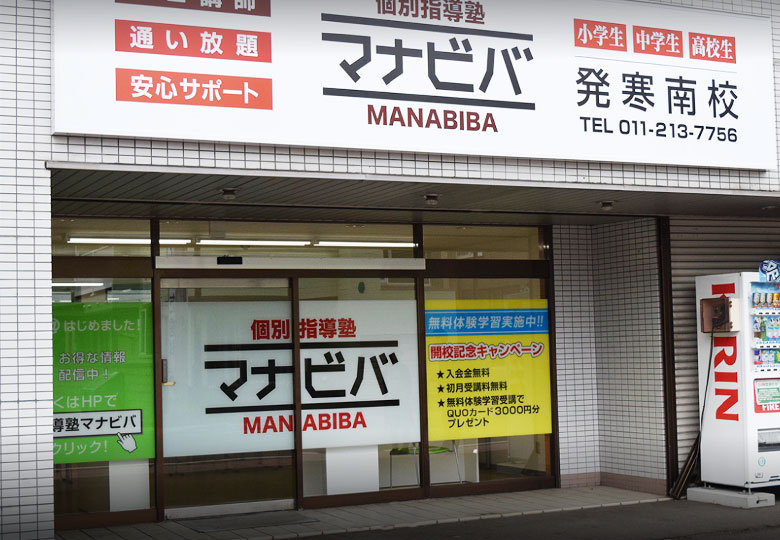 講師
通い放題
安心サポート
個別指導塾
マナビバ
MANABIBA
小学生 中学生 高校生
発寒南校
TEL 011-213-7756
はじめました!
お得な情報
配信中!
くはHPで
導塾マナビバ
クリック!
個別指導塾
マナビバ
MANABIBA
無料体験学習実施中!!
開校記念キャンペーン
★入会金無料
★初月受講料無料
★無料体験学習受講で
QUOカード3000円分
プレゼント
KIRIN